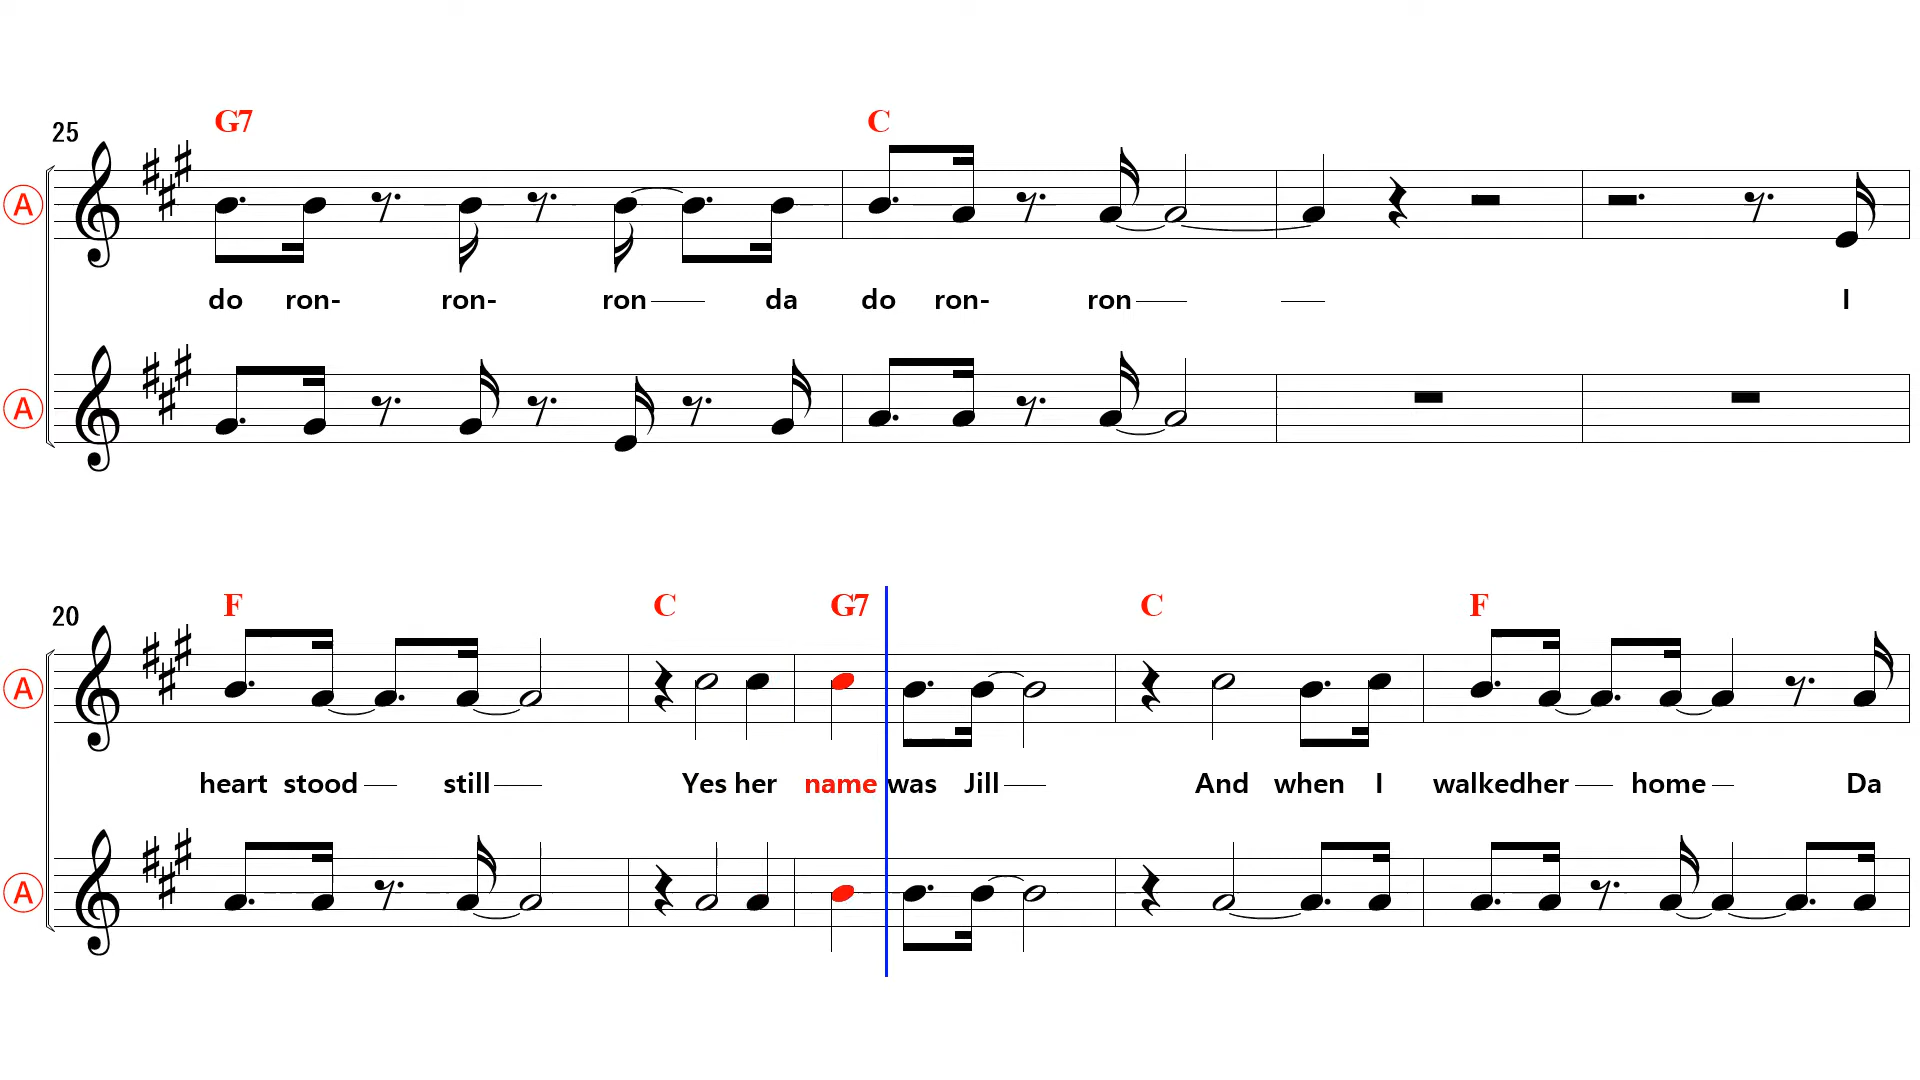 25 G7 C
A
do ron- ron- ron da do ron- ron I
A
20 F C G7 C F
A
heart stood still Yes her name was Jill And when I walkedher home Da
A